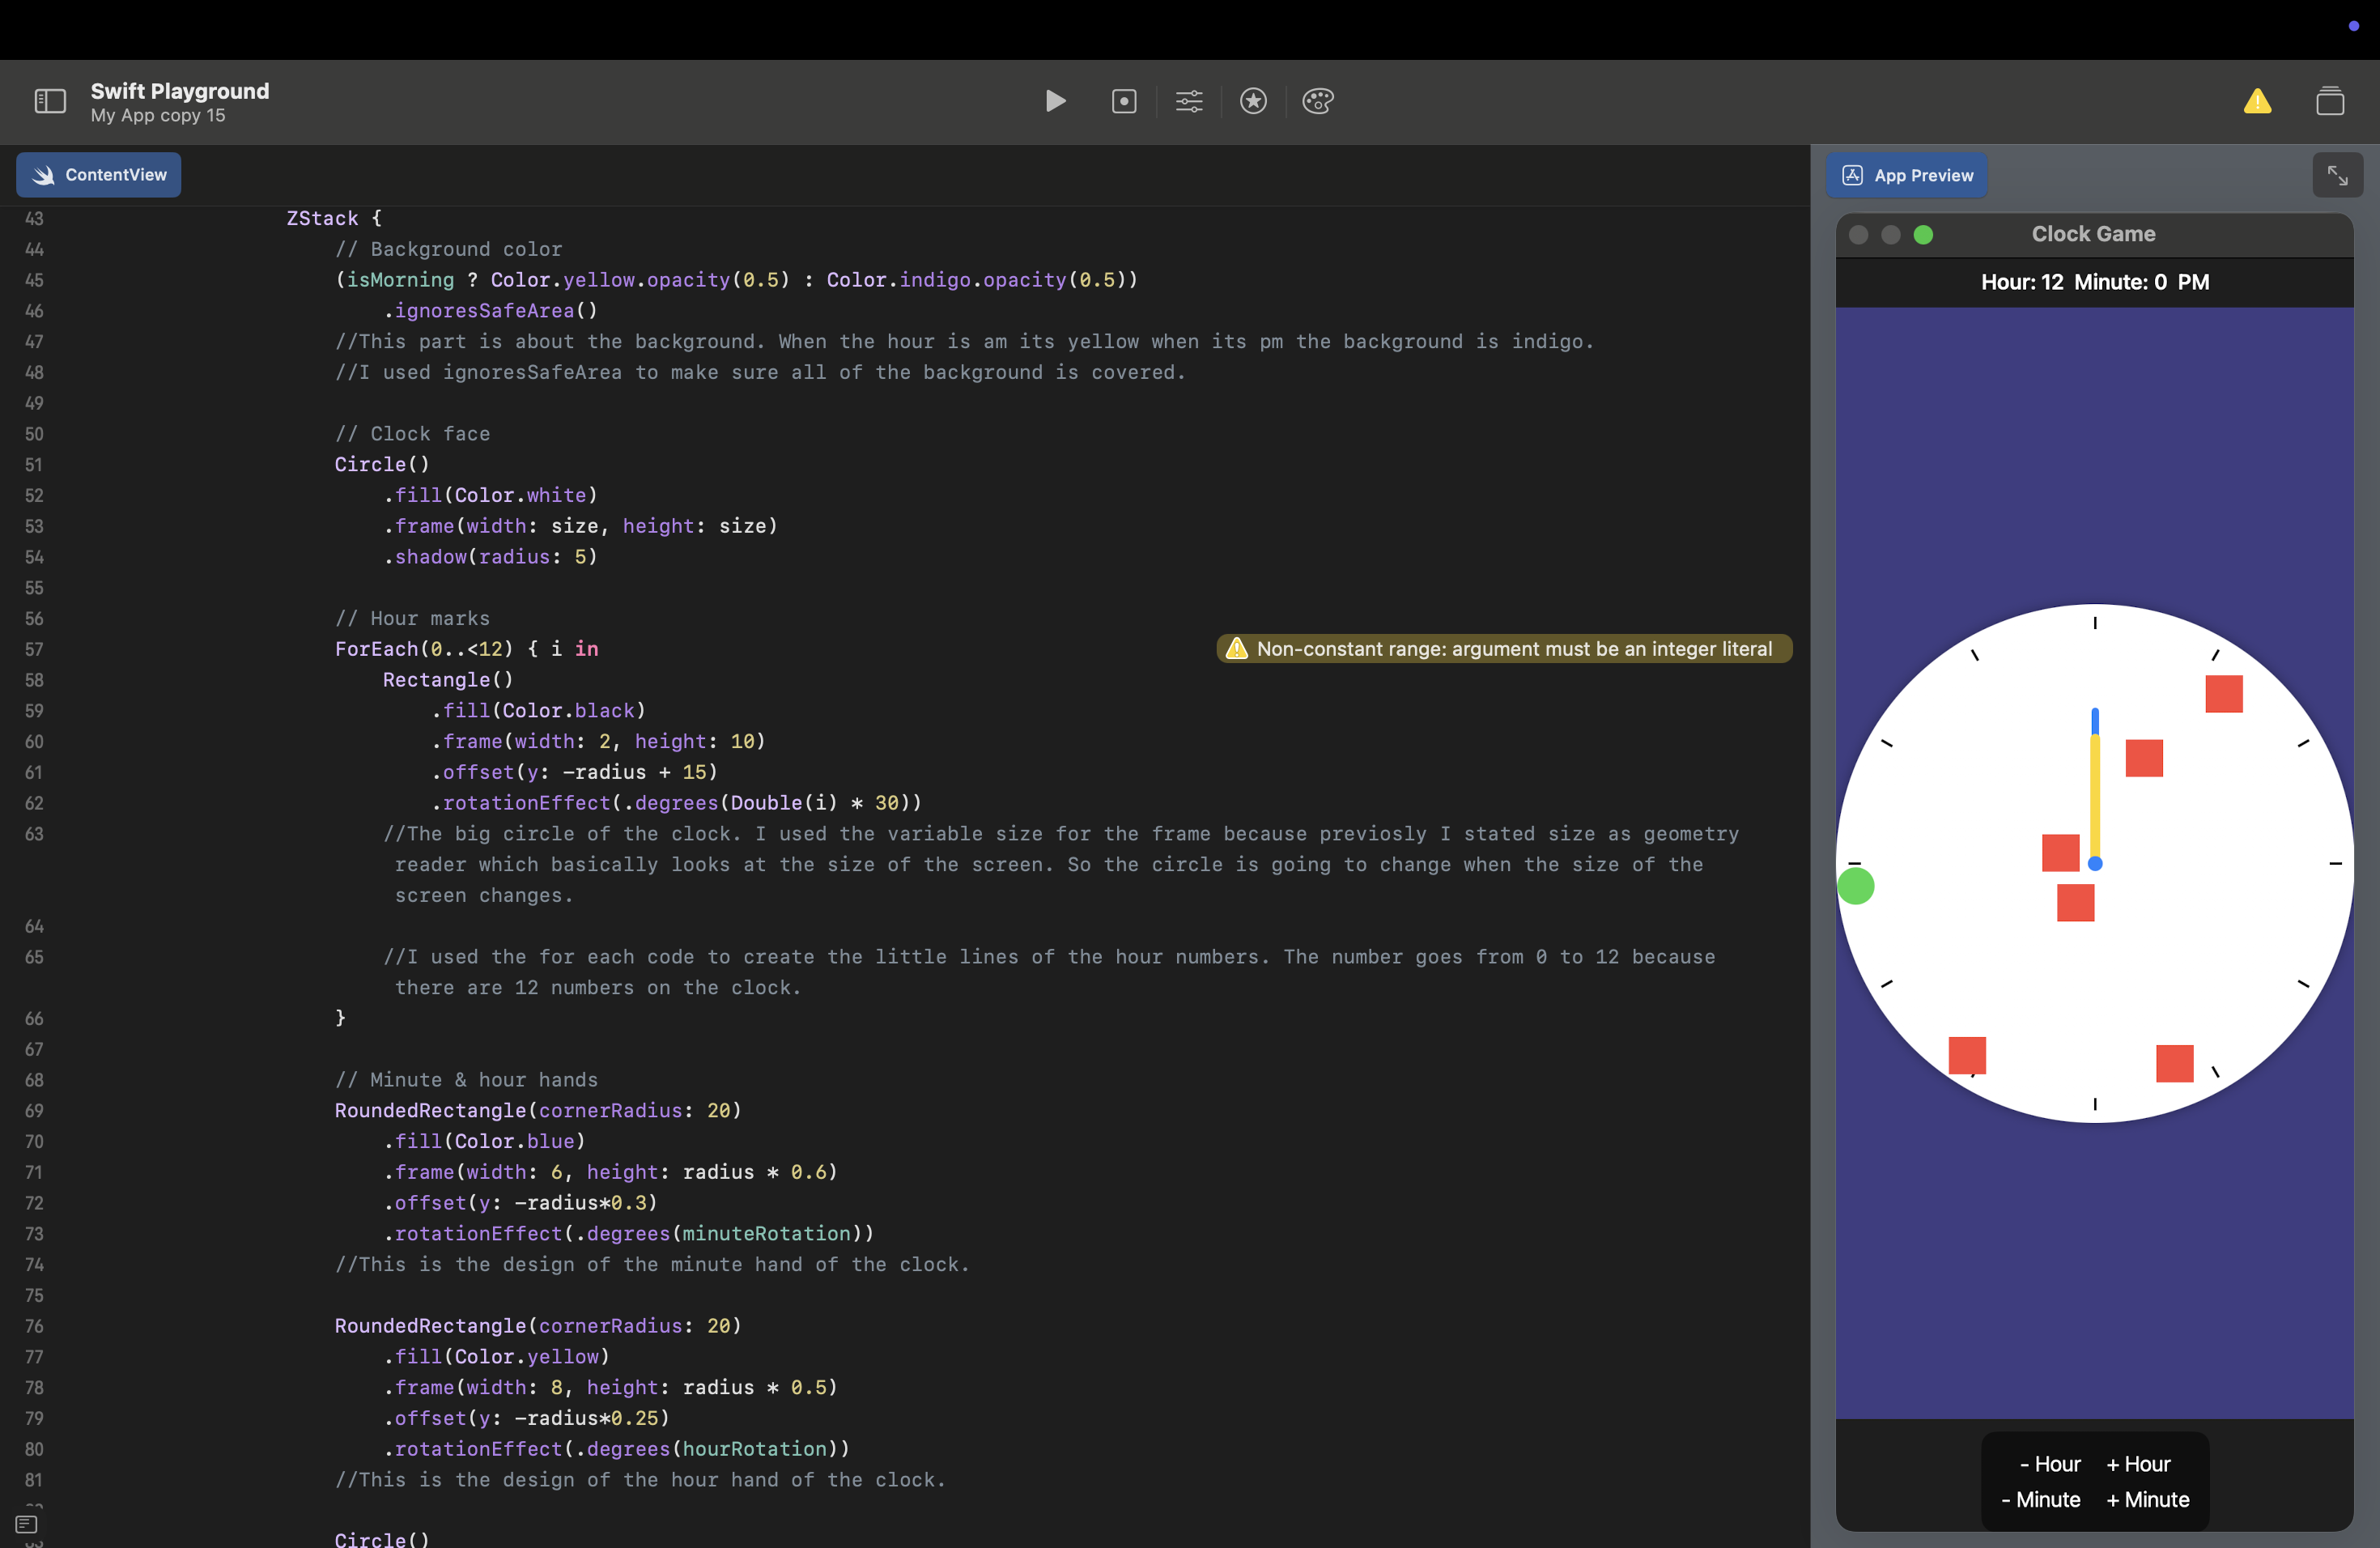 Swift Playground
My App copy 15
ContentView
43 ZStack {
44 // Background color
45 (isMorning ? Color.yellow.opacity(0.5) : Color.indigo.opacity(0.5))
46 .ignoresSafeArea()
47 //This part is about the background. When the hour is am its yellow when its pm the background is indigo.
48 //I used ignoresSafeArea to make sure all of the background is covered.
49
50 // Clock face
51 Circle()
52 .fill(Color.white)
53 .frame(width: size, height: size)
54 .shadow(radius: 5)
55
56 // Hour marks
57 ForEach(0..<12) { i in
Non-constant range: argument must be an integer literal
58 Rectangle()
59 .fill(Color.black)
60 .frame(width: 2, height: 10)
61 .offset(y: -radius + 15)
62 .rotationEffect(.degrees(Double(i) * 30))
63 //The big circle of the clock. I used the variable size for the frame because previosly I stated size as geometry
reader which basically looks at the size of the screen. So the circle is going to change when the size of the
screen changes.
64
65 //I used the for each code to create the little lines of the hour numbers. The number goes from 0 to 12 because
there are 12 numbers on the clock.
66 }
67
68 // Minute & hour hands
69 RoundedRectangle(cornerRadius: 20)
70 .fill(Color.blue)
71 .frame(width: 6, height: radius * 0.6)
72 .offset(y: -radius*0.3)
73 .rotationEffect(.degrees(minuteRotation))
74 //This is the design of the minute hand of the clock.
75
76 RoundedRectangle(cornerRadius: 20)
77 .fill(Color.yellow)
78 .frame(width: 8, height: radius * 0.5)
79 .offset(y: -radius*0.25)
80 .rotationEffect(.degrees(hourRotation))
81 //This is the design of the hour hand of the clock.
Circle()
App Preview
Clock Game
Hour: 12 Minute: 0 PM
- Hour + Hour
- Minute + Minute